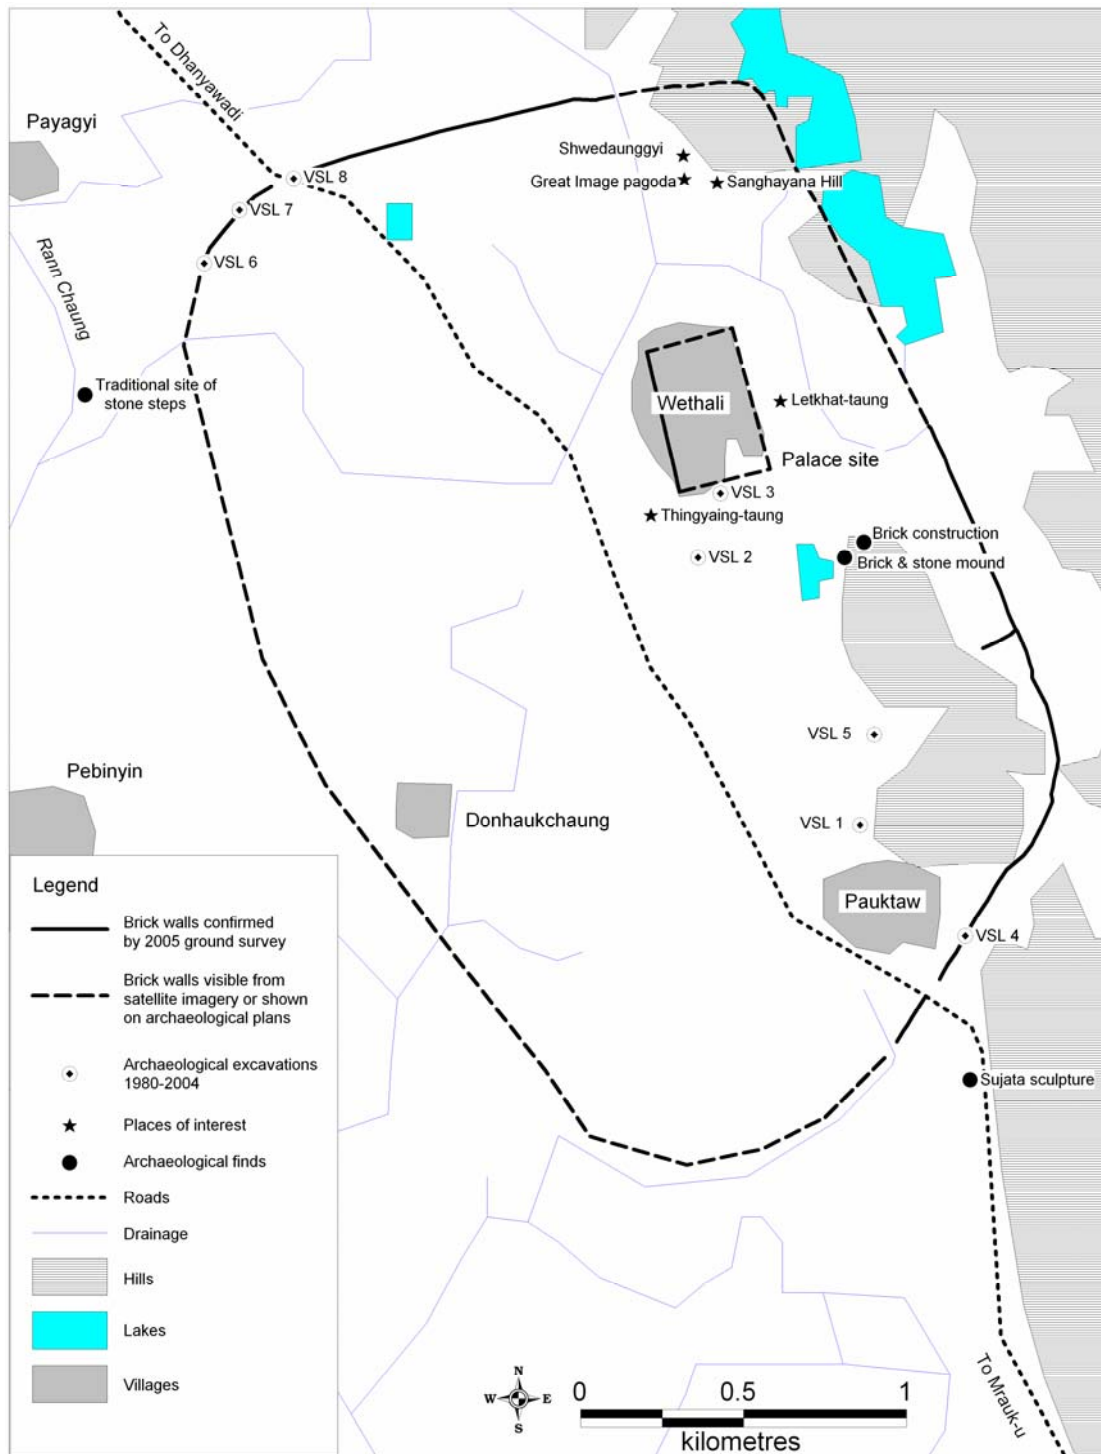 To Dhanyawadi
Payagyi
Shwedaunggyi
VSL 8
Great Image pagoda
Sanghayana Hill
VSL 7
Rann Chaung
VSL 6
Traditional site of
stone steps
Wethali
Letkhat-taung
Palace site
VSL 3
Thingyaing-taung
Brick construction
VSL 2
Brick & stone mound
VSL 5
Pebinyin
Donhaukchaung
VSL 1
Pauktaw
VSL 4
Sujata sculpture
To Mrauk-u
Legend
Brick walls confirmed
by 2005 ground survey
Brick walls visible from
satellite imagery or shown
on archaeological plans
Archaeological excavations
1980-2004
Places of interest
Archaeological finds
Roads
Drainage
Hills
Lakes
Villages
N
W E
S
0 0.5 1
kilometres